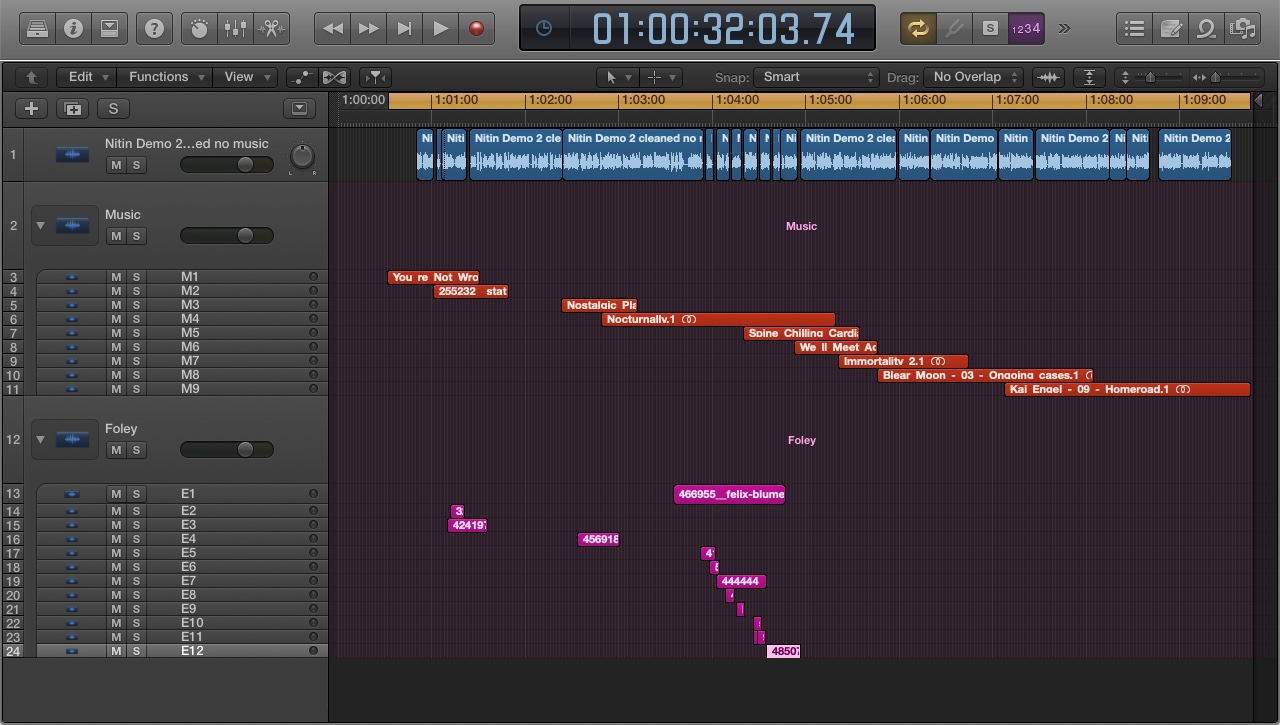 01:00:32:03.74
S
1234
Edit Functions View Snap: Smart Drag: No Overlap
S
1:00:00 1:01:00 1:02:00 1:03:00 1:04:00 1:05:00 1:06:00 1:07:00 1:08:00 1:09:00
1 Nitin Demo 2...ed no music
M S
L R
Ni Niti Nitin Demo 2 cle Nitin Demo 2 cleaned no Ni Nitin Demo 2 clea Nitin Nitin Demo Nitin Nitin Demo 2 Niti Nitin Demo 2
2 Music
M S
Music
3 M S M1 You re Not Wro
4 M S M2 255232 stat
5 M S M3 Nostalgic Pla
6 M S M4 Nocturnally.1
7 M S M5 Spine Chilling Cardi
8 M S M6 We ll Meet Ag
9 M S M7 Immortality 2.1
10 M S M8 Blear Moon - 03 - Ongoing cases.1
11 M S M9 Kai Engel - 09 - Homeroad.1
12 Foley
M S
Foley
13 M S E1 466955__felix-blume
14 M S E2 3
15 M S E3 424197
16 M S E4 456918
17 M S E5 4
18 M S E6
19 M S E7 444444
20 M S E8
21 M S E9
22 M S E10
23 M S E11
24 M S E12 48507